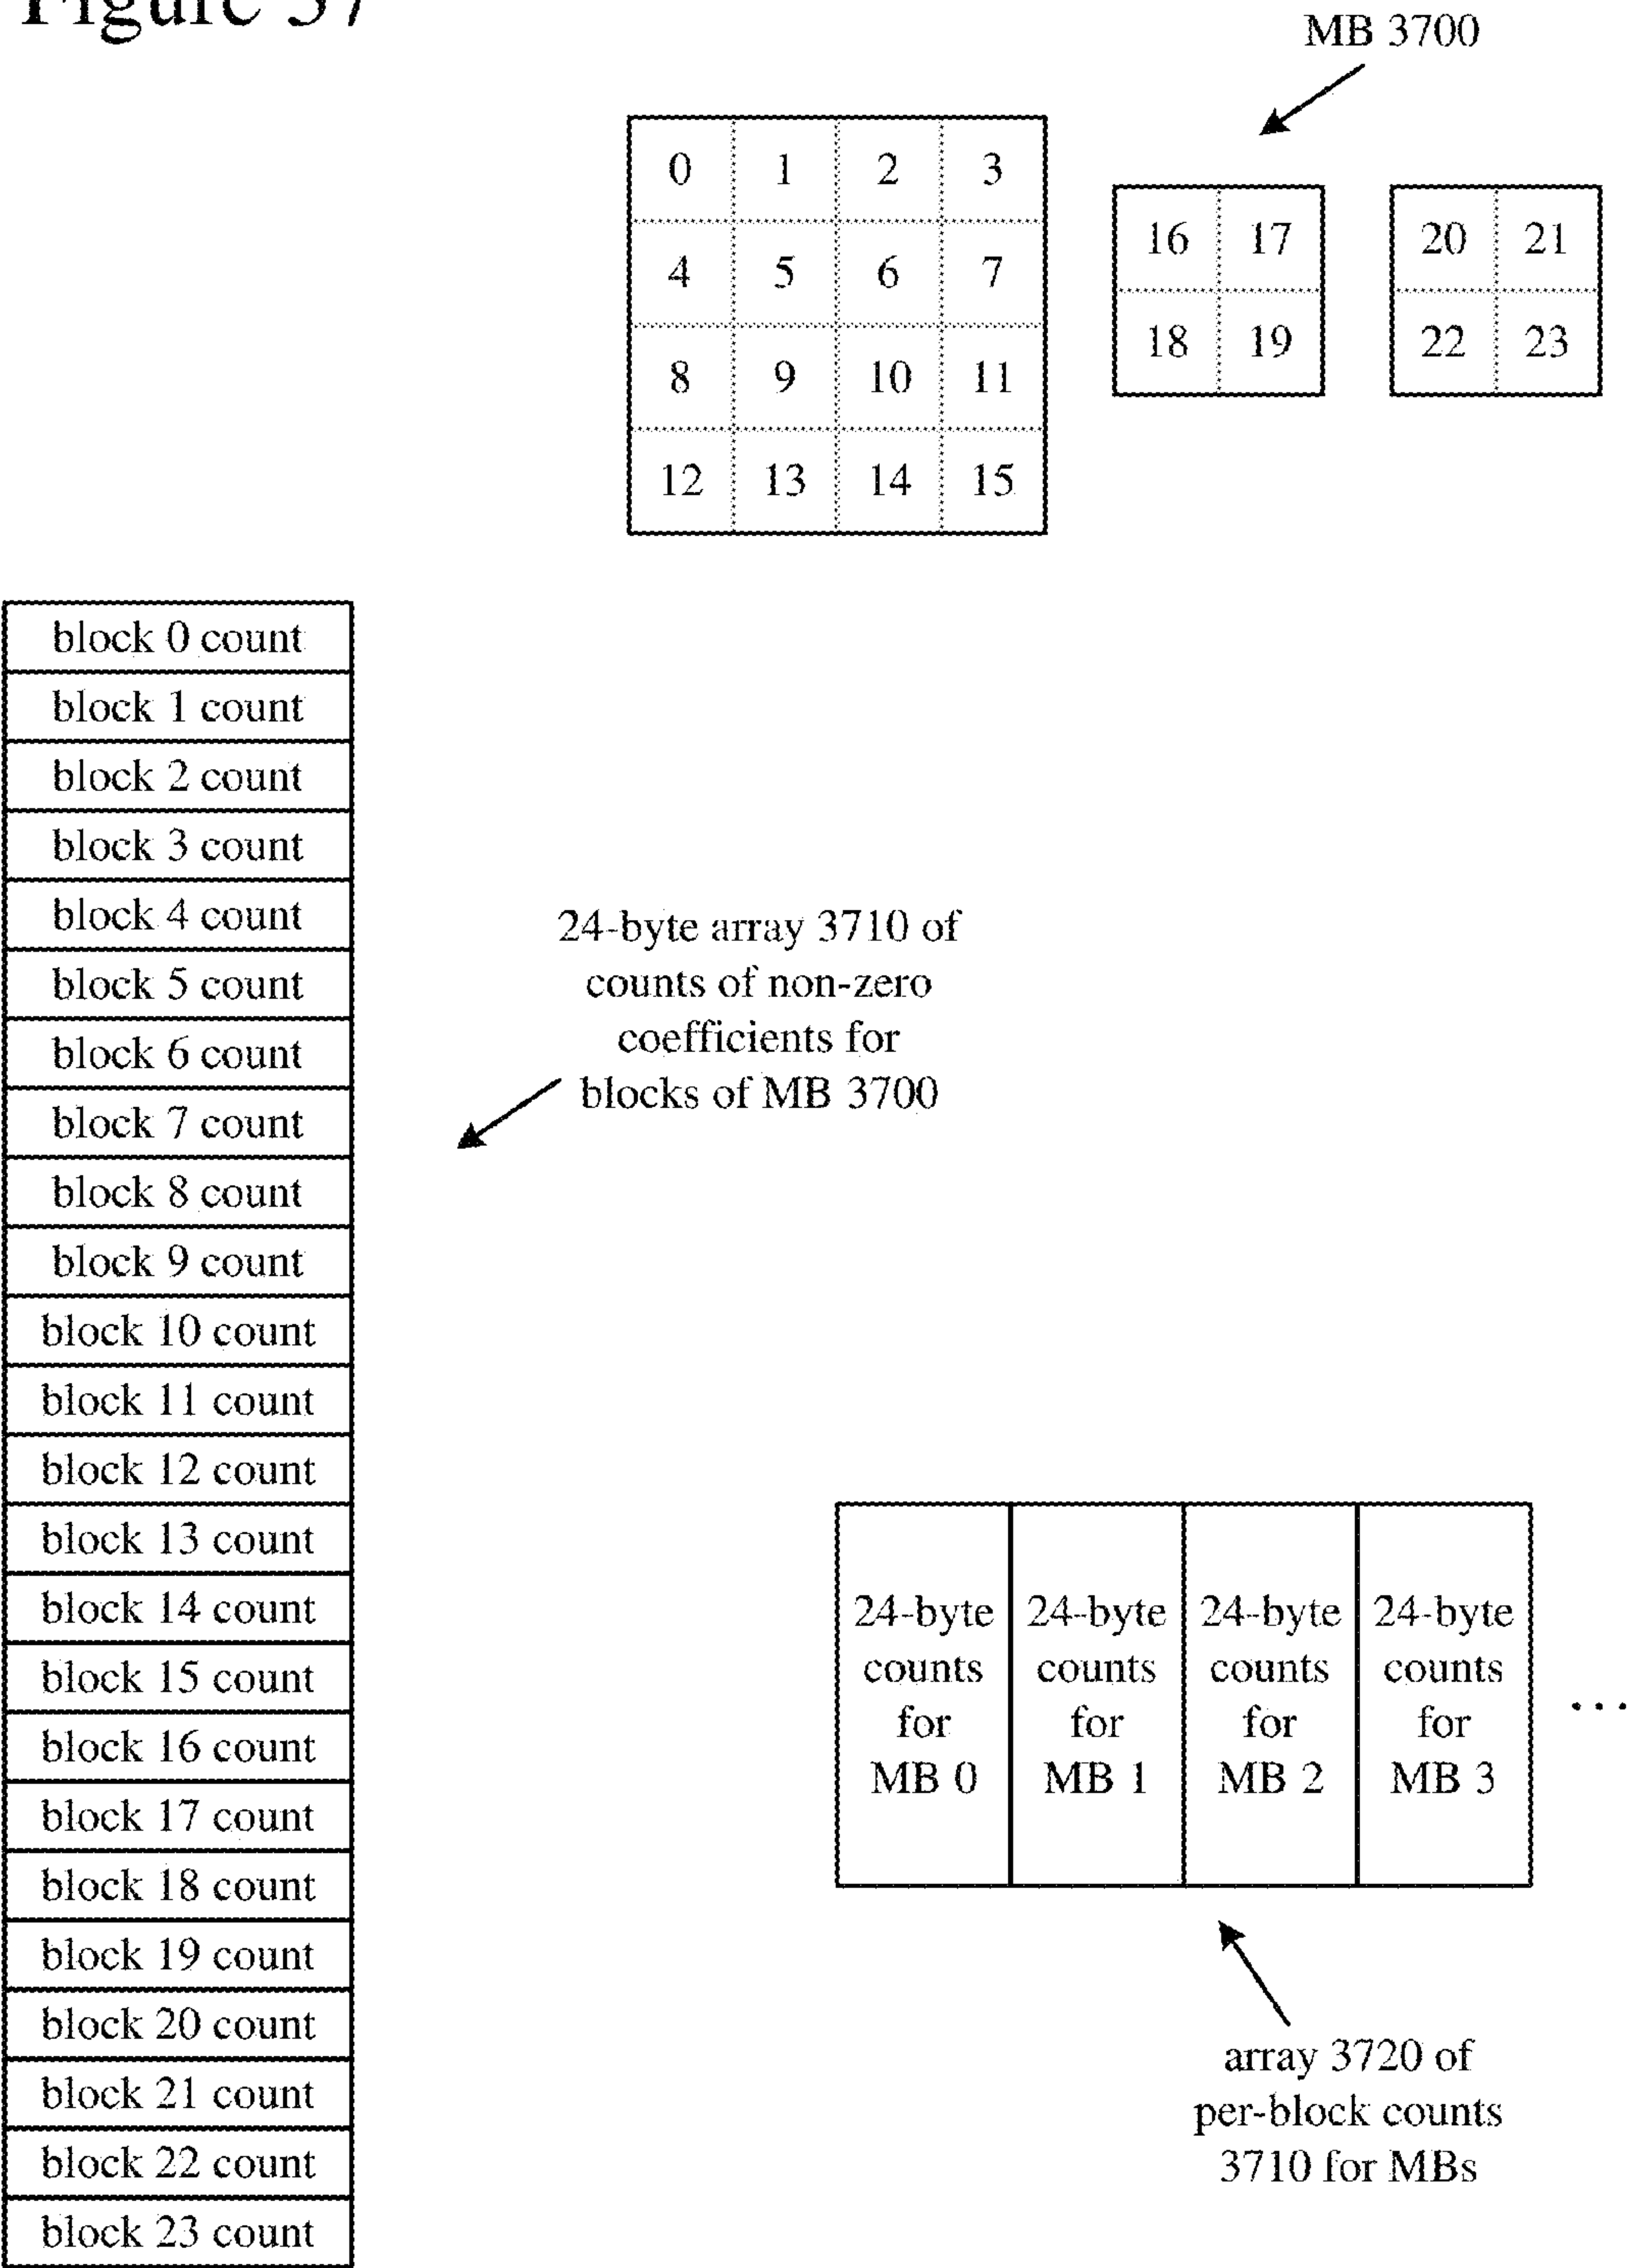 Figure 37
MB 3700
0 1 2 3
4 5 6 7
8 9 10 11
12 13 14 15
16 17
18 19
20 21
22 23
block 0 count
block 1 count
block 2 count
block 3 count
block 4 count
block 5 count
block 6 count
block 7 count
block 8 count
block 9 count
block 10 count
block 11 count
block 12 count
block 13 count
block 14 count
block 15 count
block 16 count
block 17 count
block 18 count
block 19 count
block 20 count
block 21 count
block 22 count
block 23 count
24-byte array 3710 of
counts of non-zero
coefficients for
blocks of MB 3700
24-byte
counts
for
MB 0
24-byte
counts
for
MB 1
24-byte
counts
for
MB 2
24-byte
counts
for
MB 3
...
array 3720 of
per-block counts
3710 for MBs